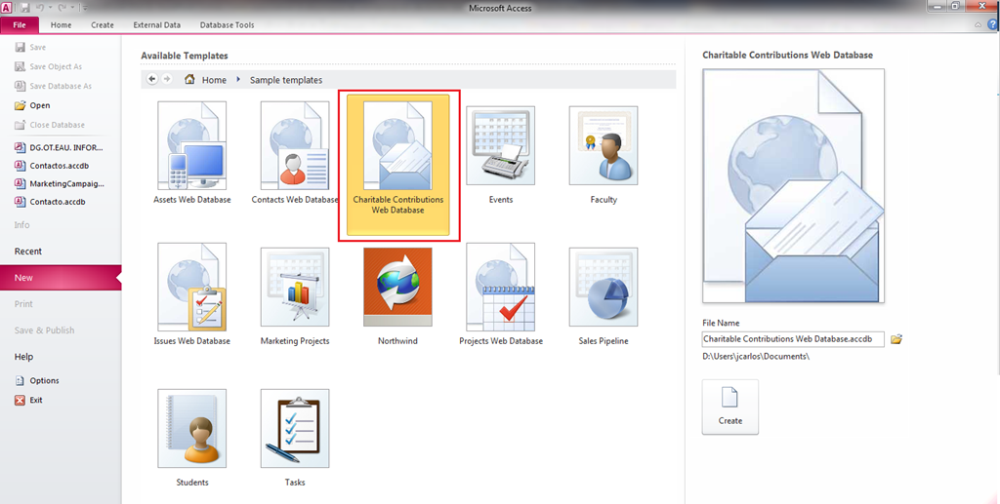 Microsoft Access
File Home Create External Data Database Tools
Save
Save Object As
Save Database As
Open
Close Database
DG.OT.EAU. INFOR...
Contactos.accdb
MarketingCampaig...
Contacto.accdb
Info
Recent
New
Print
Save & Publish
Help
Options
Exit
Available Templates
Home Sample templates
Assets Web Database
Contacts Web Database
Charitable Contributions
Web Database
Events
Faculty
Issues Web Database
Marketing Projects
Northwind
Projects Web Database
Sales Pipeline
Students
Tasks
Charitable Contributions Web Database
File Name
Charitable Contributions Web Database.accdb
D:\Users\jcarlos\Documents\
Create